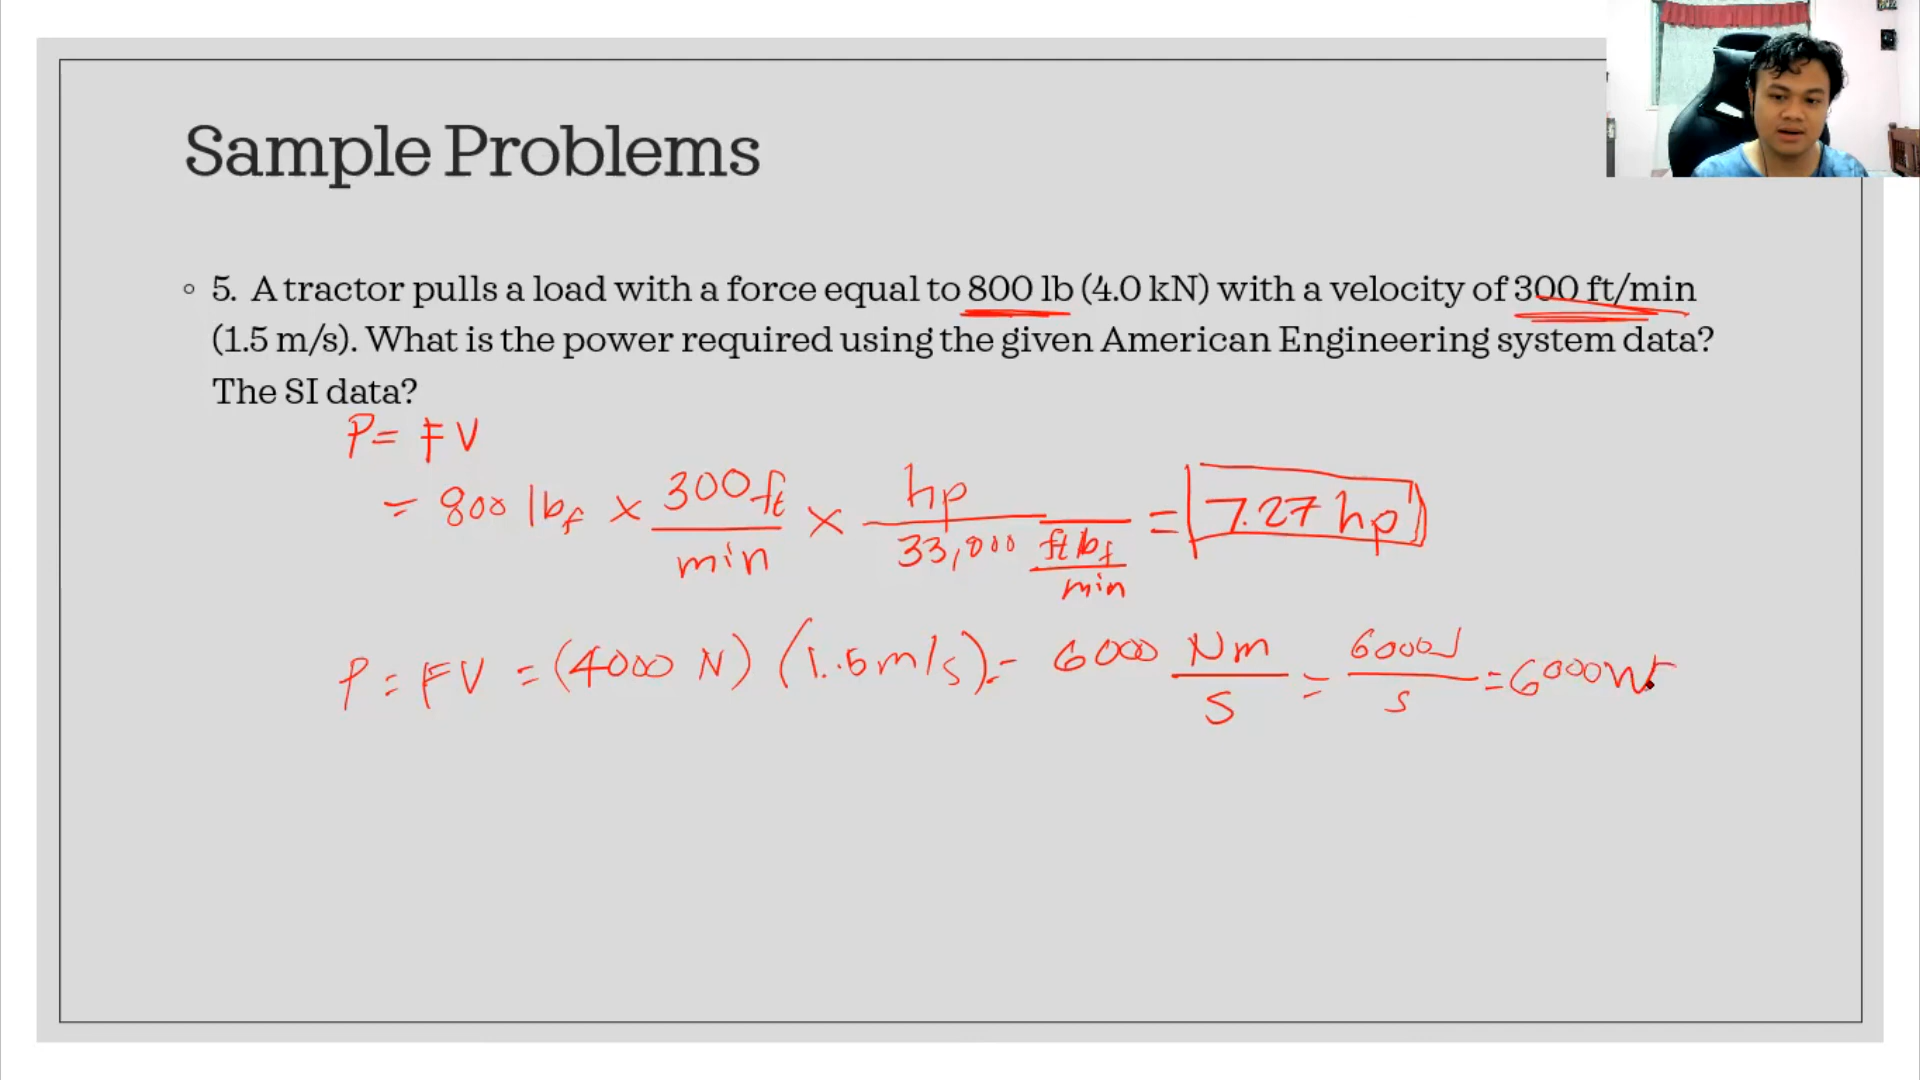 Sample Problems
5. A tractor pulls a load with a force equal to 800 lb (4.0 kN) with a velocity of 300 ft/min
(1.5 m/s). What is the power required using the given American Engineering system data?
The SI data?
P = FV
= 800 lbf × 300 ft / min × hp / 33,000 ft lbf / min = 7.27 hp
P = FV = (4000 N) (1.5 m/s) = 6000 Nm / s = 6000 J / s = 6000 W